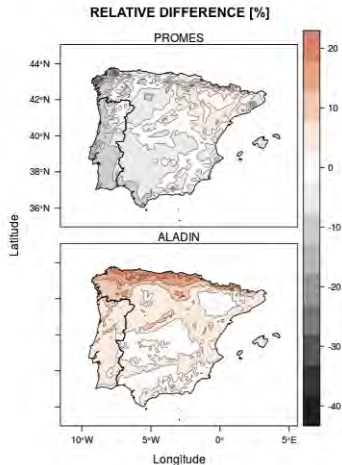 RELATIVE DIFFERENCE [%]
PROMES
44°N
42°N
40°N
38°N
36°N
ALADIN
10°W
5°W
0°
5°E
Latitude
Longitude
20
10
0
-10
-20
-30
-40